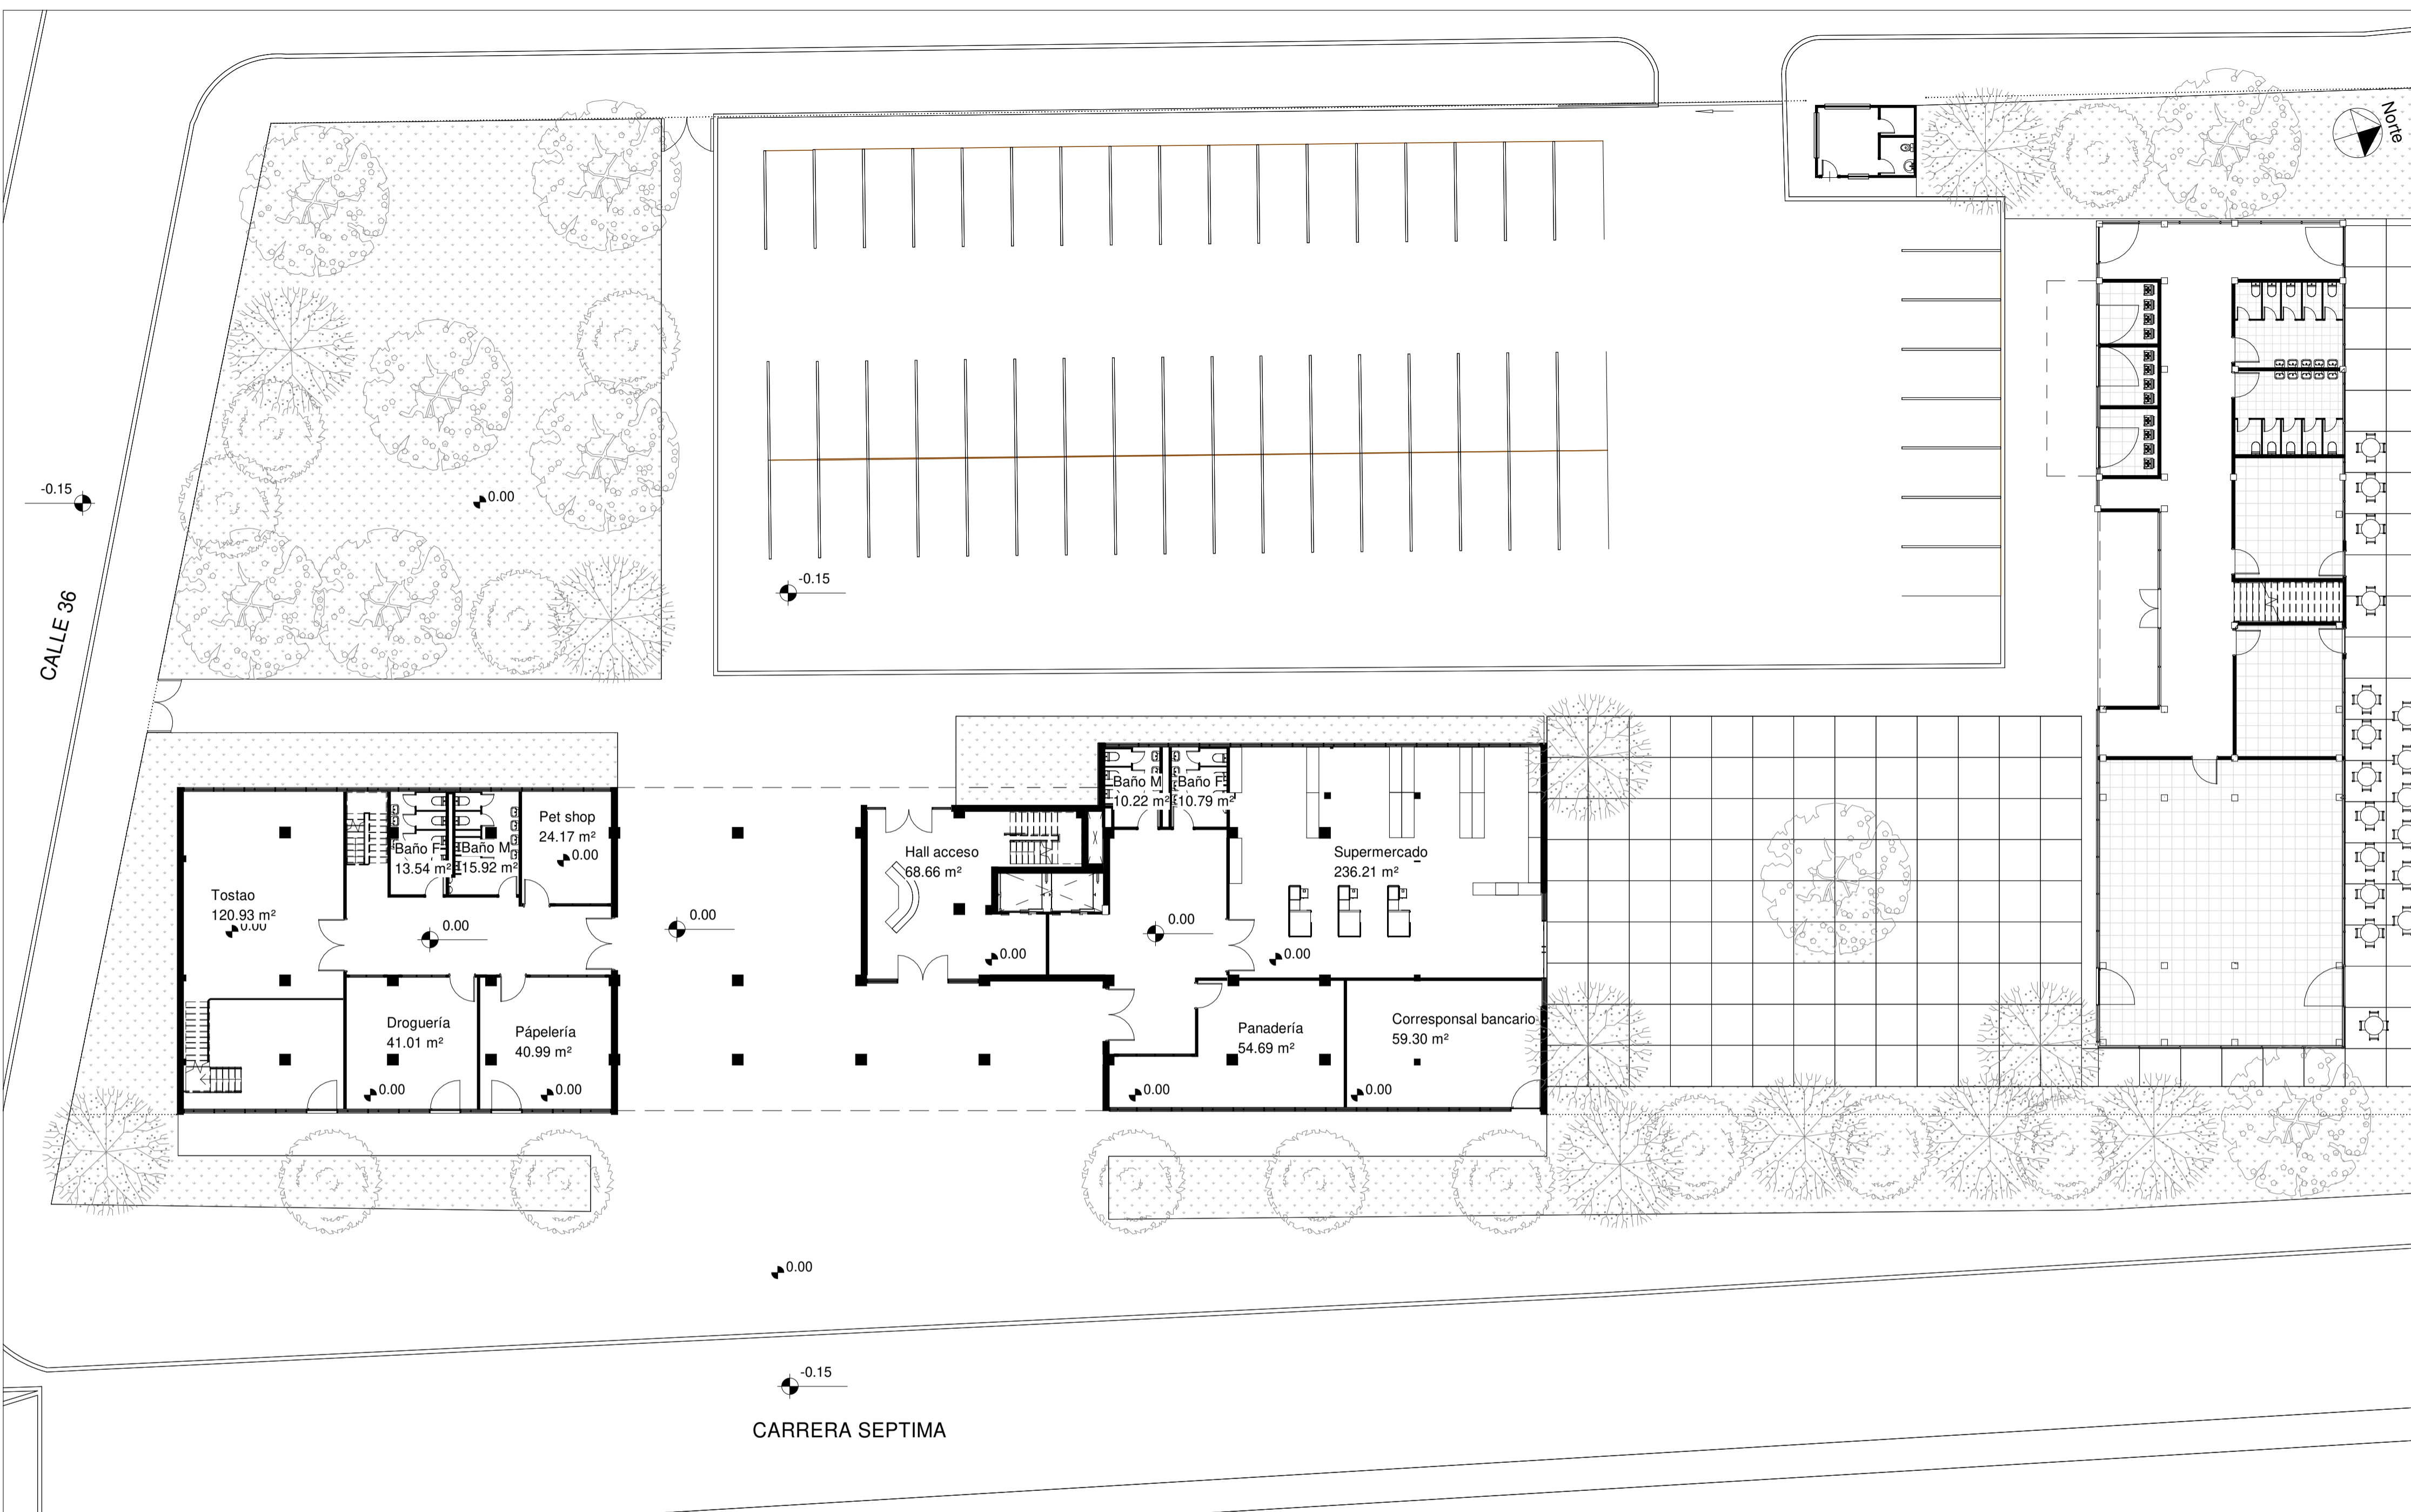 Norte
-0.15
0.00
CALLE 36
-0.15
Baño M
10.22 m²
Baño F
10.79 m²
Pet shop
24.17 m²
0.00
Baño F
13.54 m²
Baño M
15.92 m²
Hall acceso
68.66 m²
Supermercado
236.21 m²
Tostao
120.93 m²
0.00
0.00
0.00
0.00
0.00
0.00
Droguería
41.01 m²
Pápelería
40.99 m²
Panadería
54.69 m²
Corresponsal bancario
59.30 m²
0.00
0.00
0.00
0.00
0.00
-0.15
CARRERA SEPTIMA